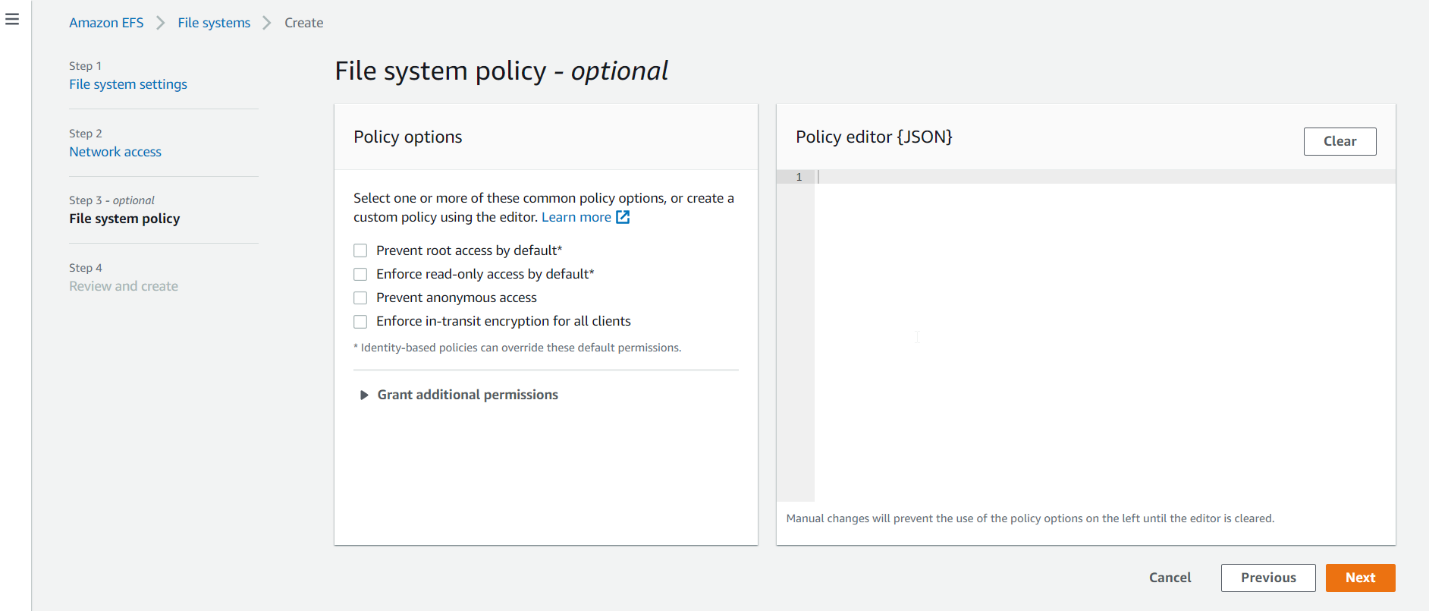 Amazon EFS > File systems > Create
Step 1
File system settings
Step 2
Network access
Step 3 - optional
File system policy
Step 4
Review and create
File system policy - optional
Policy options
Select one or more of these common policy options, or create a
custom policy using the editor. Learn more
Prevent root access by default*
Enforce read-only access by default*
Prevent anonymous access
Enforce in-transit encryption for all clients
* Identity-based policies can override these default permissions.
Grant additional permissions
Policy editor {JSON}
Clear
1
Manual changes will prevent the use of the policy options on the left until the editor is cleared.
Cancel
Previous
Next